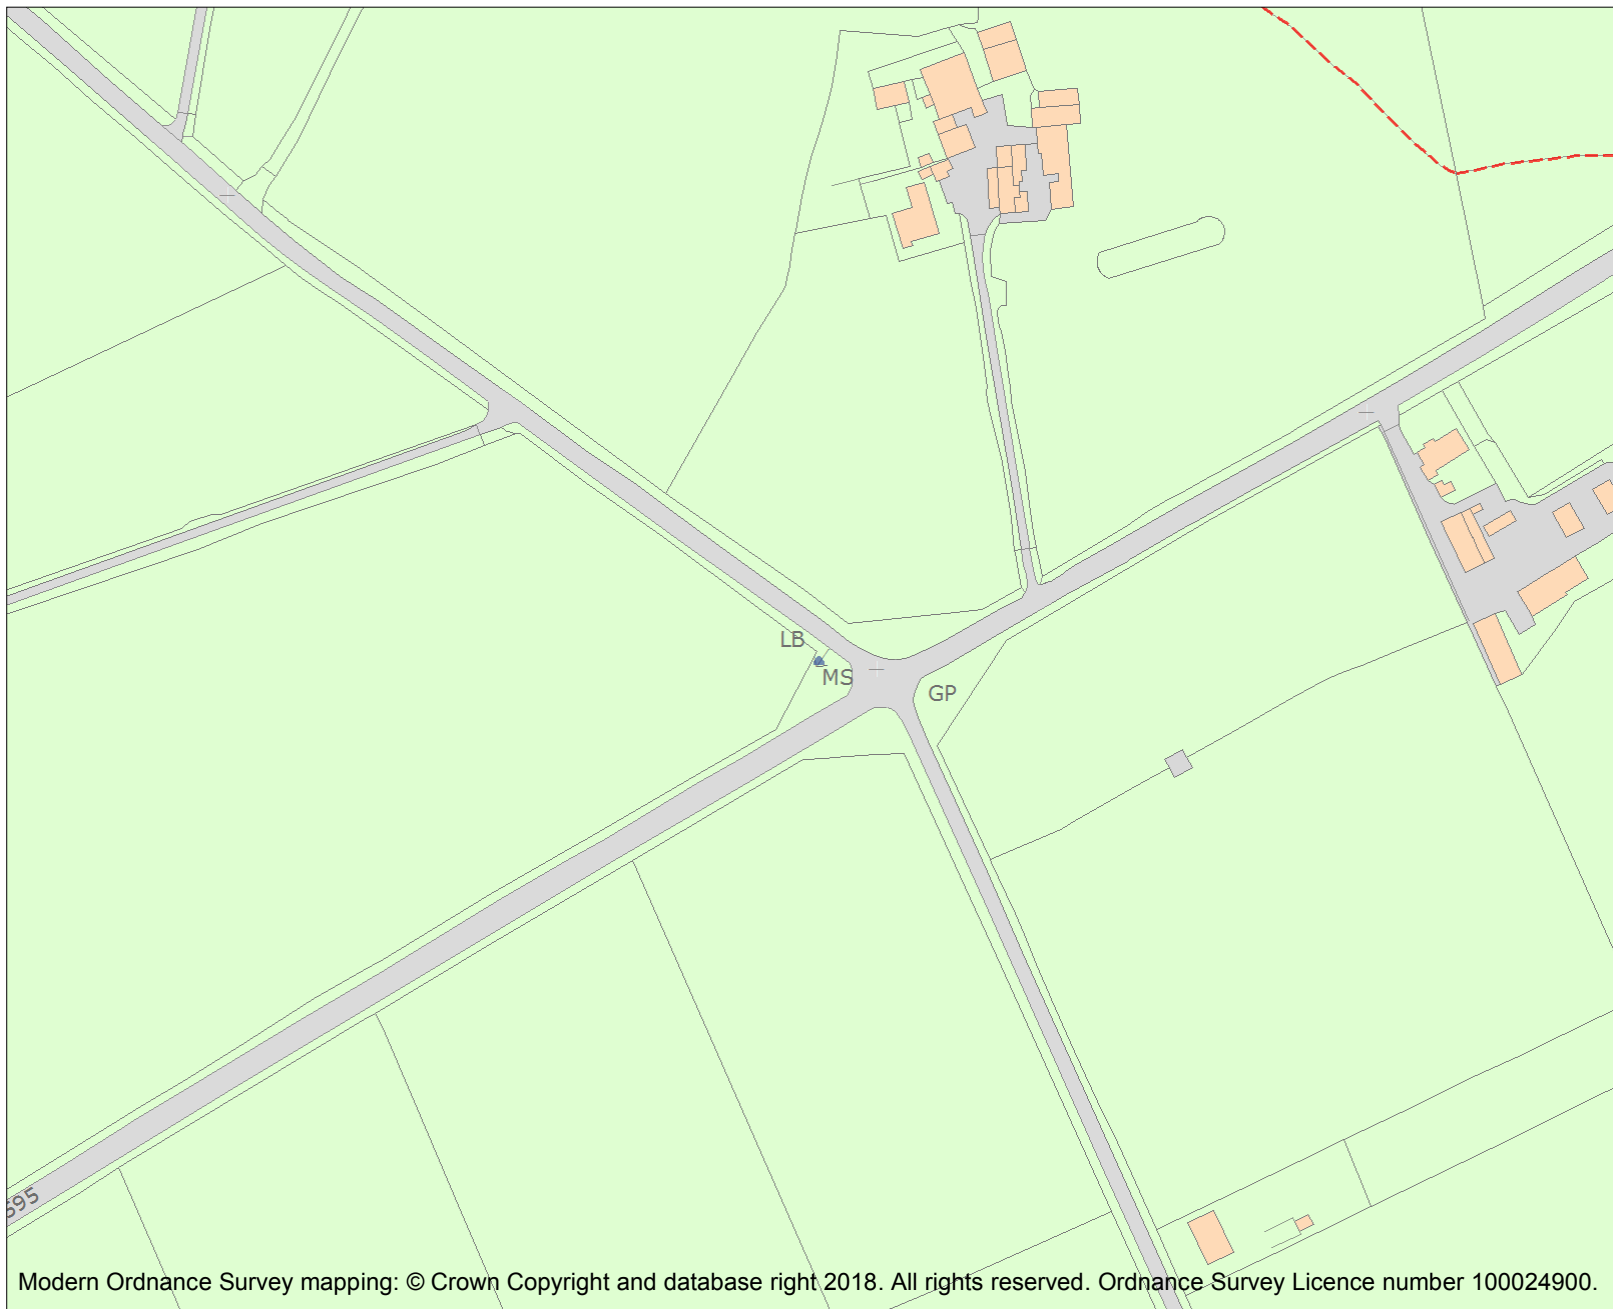 LB
MS
GP
Modern Ordnance Survey mapping: © Crown Copyright and database right 2018. All rights reserved. Ordnance Survey Licence number 100024900.